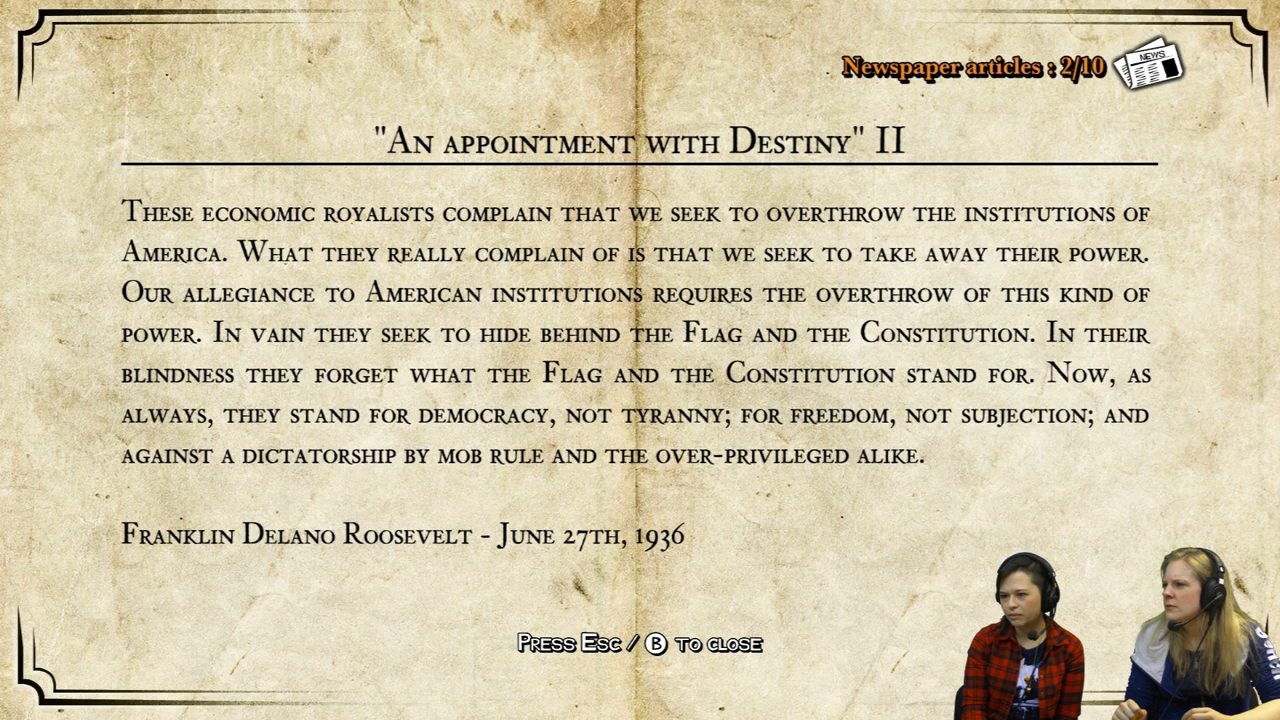 Newspaper articles : 2/10
NEWS
"An appointment with Destiny" II
These economic royalists complain that we seek to overthrow the institutions of
America. What they really complain of is that we seek to take away their power.
Our allegiance to American institutions requires the overthrow of this kind of
power. In vain they seek to hide behind the Flag and the Constitution. In their
blindness they forget what the Flag and the Constitution stand for. Now, as
always, they stand for democracy, not tyranny; for freedom, not subjection; and
against a dictatorship by mob rule and the over-privileged alike.
Franklin Delano Roosevelt - June 27th, 1936
Press Esc / B to close